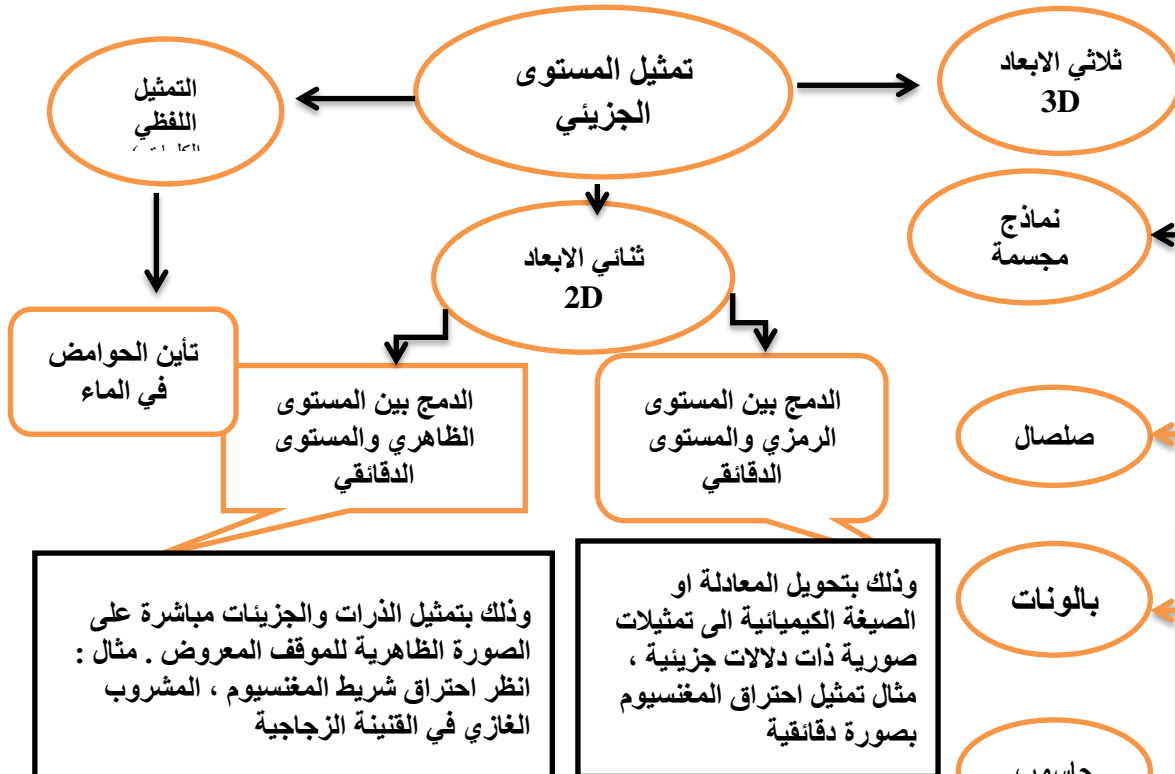 تمثيل المستوى
الجزيئي
ثلاثي الابعاد
3D
التمثيل
اللفظي
نماذج
مجسمة
ثنائي الابعاد
2D
تأين الحوامض
في الماء
الدمج بين المستوى
الظاهري والمستوى
الدقائقي
الدمج بين المستوى
الرمزي والمستوى
الدقائقي
صلصال
بالونات
وذلك بتحويل المعادلة او
الصيغة الكيميائية الى تمثيلات
صورية ذات دلالات جزيئية ،
مثال تمثيل احتراق المغنسيوم
بصورة دقائقية
وذلك بتمثيل الذرات والجزيئات مباشرة على
الصورة الظاهرية للموقف المعروض . مثال :
انظر احتراق شريط المغنسيوم ، المشروب
الغازي في القنينة الزجاجية